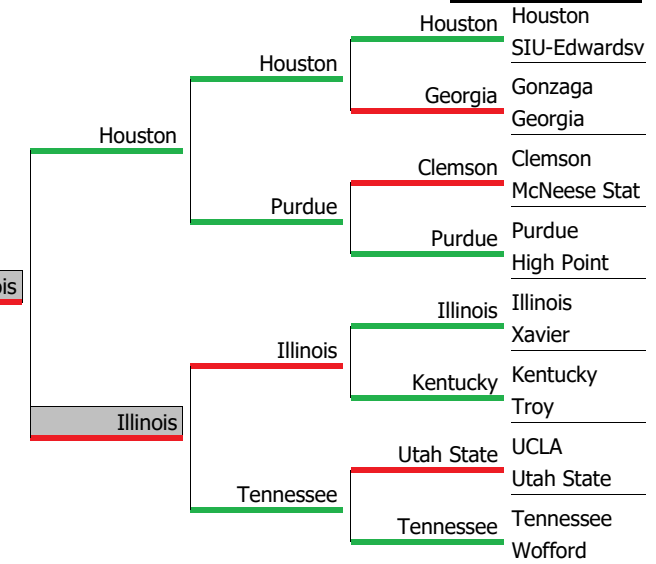 Houston
Houston
SIU-Edwardsv
Houston
Gonzaga
Georgia
Georgia
Houston
Clemson
Clemson
McNeese Stat
Purdue
Purdue
Purdue
High Point
Illinois
Illinois
Xavier
Illinois
Kentucky
Kentucky
Troy
Illinois
UCLA
Utah State
Utah State
Tennessee
Tennessee
Tennessee
Wofford